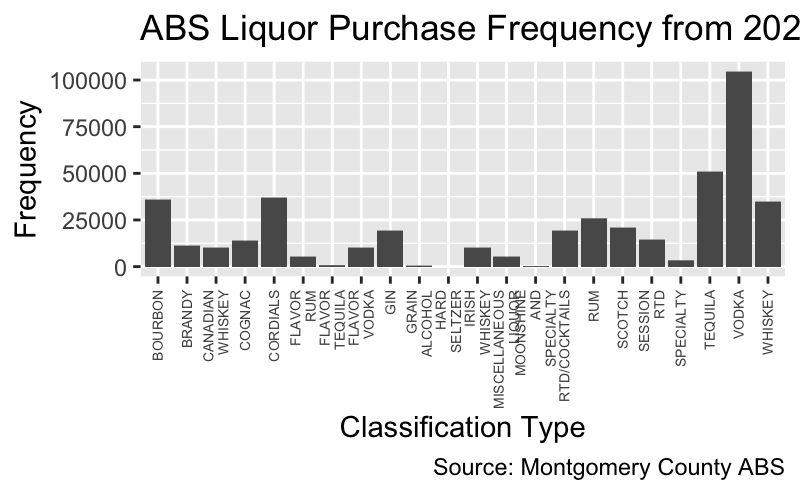 ABS Liquor Purchase Frequency from 202
Frequency
100000
75000
50000
25000
0
BOURBON
BRANDY
CANADIAN
WHISKEY
COGNAC
CORDIALS
FLAVOR
RUM
FLAVOR
TEQUILA
FLAVOR
VODKA
GIN
GRAIN
ALCOHOL
HARD
SELTZER
IRISH
WHISKEY
MISCELLANEOUS
LIQUOR
MOONSHINE
AND
SPECIALTY
RTD/COCKTAILS
RUM
SCOTCH
SESSION
RTD
SPECIALTY
TEQUILA
VODKA
WHISKEY
Classification Type
Source: Montgomery County ABS